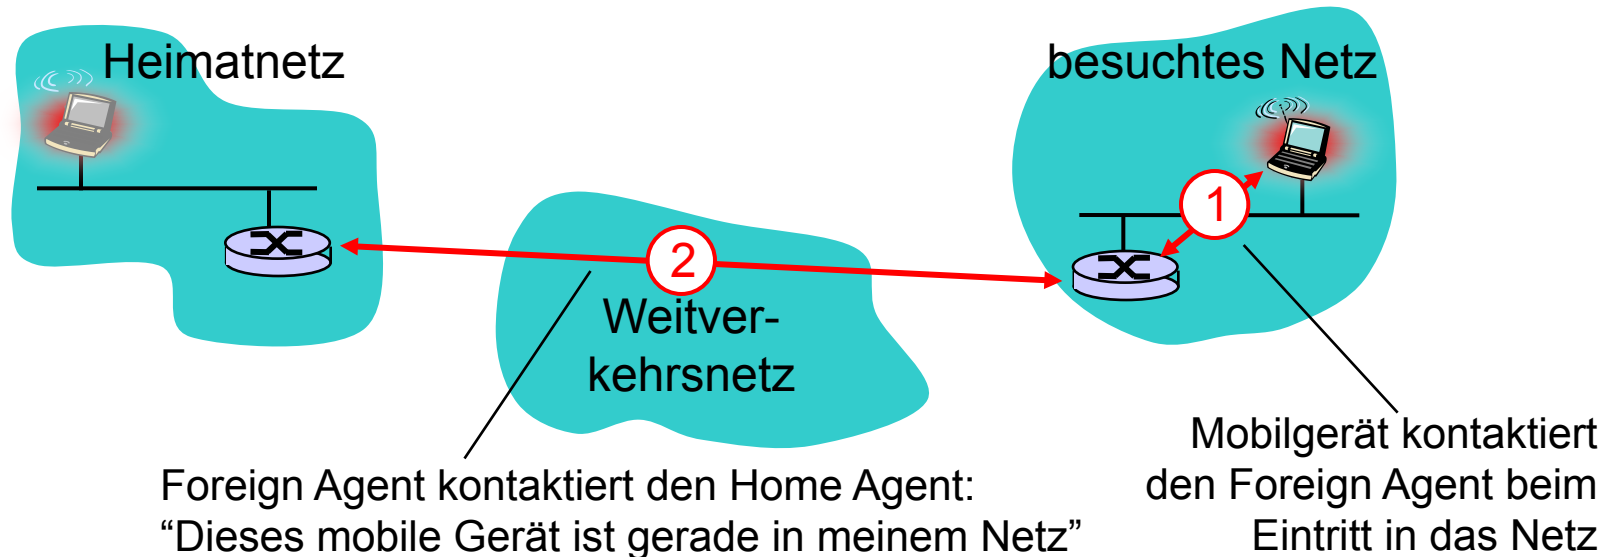 Heimatnetz
besuchtes Netz
1
2
Weitver-
kehrsnetz
Mobilgerät kontaktiert
den Foreign Agent beim
Eintritt in das Netz
Foreign Agent kontaktiert den Home Agent:
“Dieses mobile Gerät ist gerade in meinem Netz”